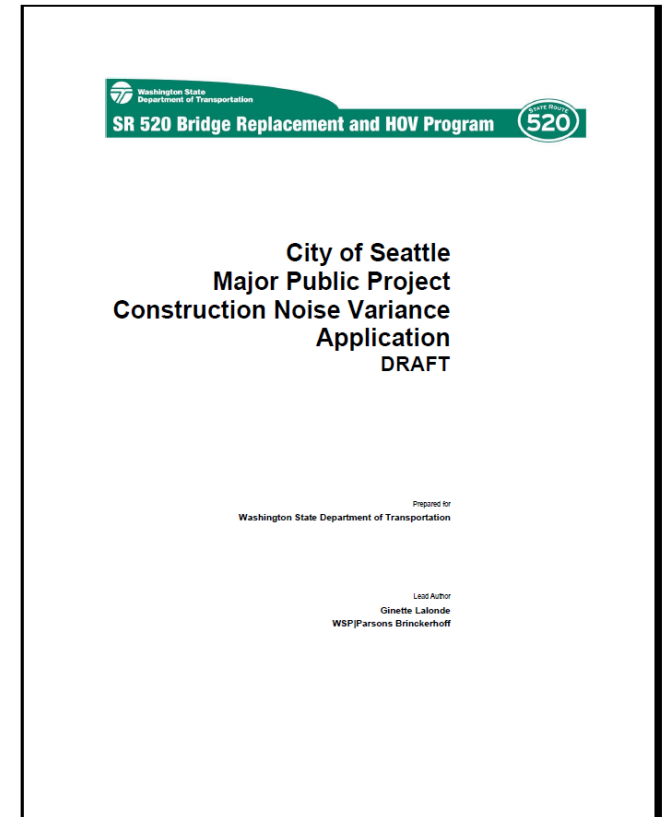 Washington State
Department of Transportation
SR 520 Bridge Replacement and HOV Program
STATE ROUTE
520
City of Seattle
Major Public Project
Construction Noise Variance
Application
DRAFT
Prepared for
Washington State Department of Transportation
Lead Author
Ginette Lalonde
WSP|Parsons Brinckerhoff